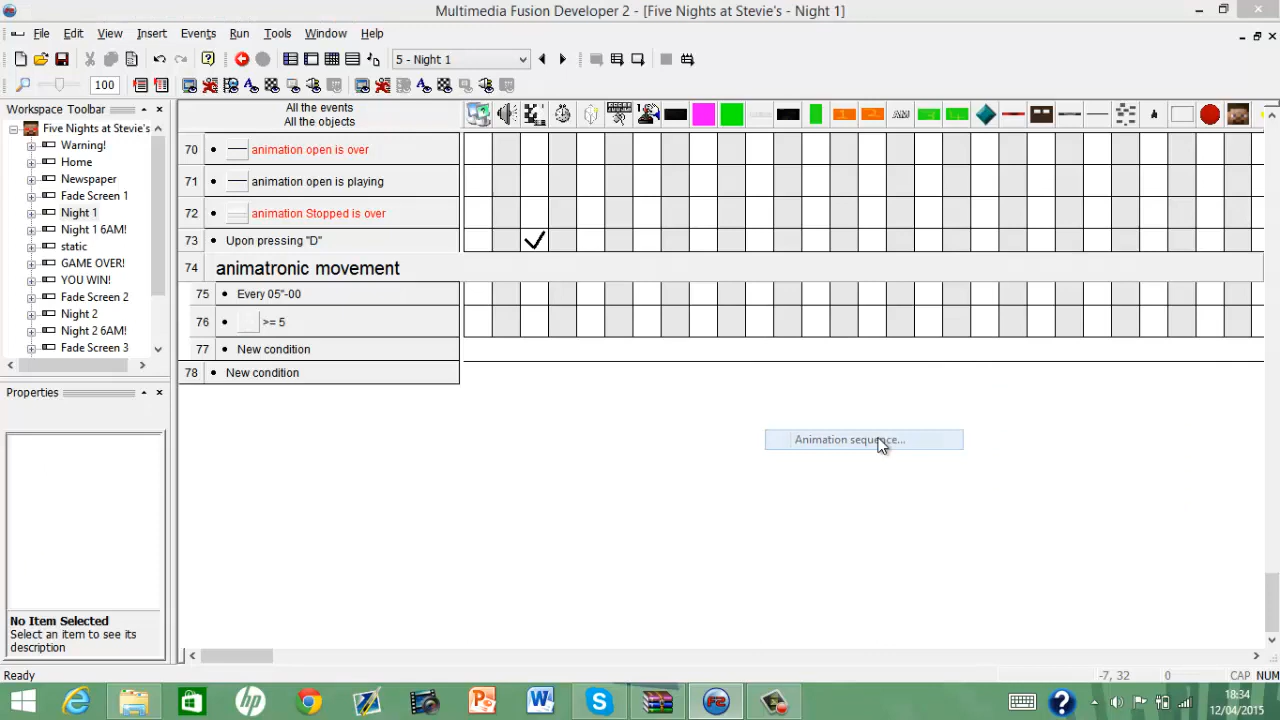 Multimedia Fusion Developer 2 - [Five Nights at Stevie's - Night 1]
File Edit View Insert Events Run Tools Window Help
5 - Night 1
100
Workspace Toolbar
Five Nights at Stevie's
Warning!
Home
Newspaper
Fade Screen 1
Night 1
Night 1 6AM!
static
GAME OVER!
YOU WIN!
Fade Screen 2
Night 2
Night 2 6AM!
Fade Screen 3
Properties
No Item Selected
Select an item to see its
description
All the events
All the objects
70 • animation open is over
71 • animation open is playing
72 • animation Stopped is over
73 • Upon pressing "D"
74 animatronic movement
75 • Every 05"-00
76 • >= 5
77 • New condition
78 • New condition
Animation sequence...
Ready
-7, 32 0 CAP NUM
18:34
12/04/2015